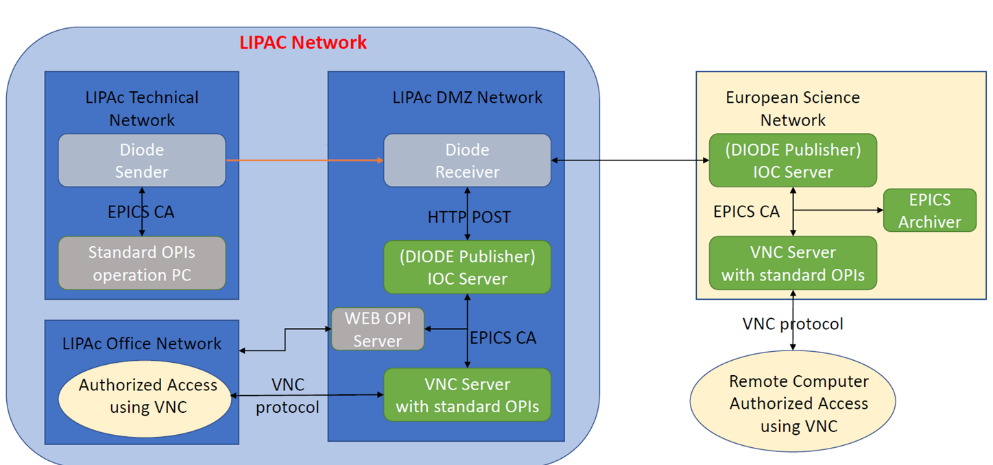 LIPAC Network
LIPAc Technical
Network
Diode
Sender
EPICS CA
Standard OPIs
operation PC
LIPAc Office Network
Authorized Access
using VNC
VNC
protocol
LIPAc DMZ Network
Diode
Receiver
HTTP POST
(DIODE Publisher)
IOC Server
WEB OPI
Server
EPICS CA
VNC Server
with standard OPIs
European Science
Network
(DIODE Publisher)
IOC Server
EPICS CA
EPICS
Archiver
VNC Server
with standard OPIs
VNC protocol
Remote Computer
Authorized Access
using VNC